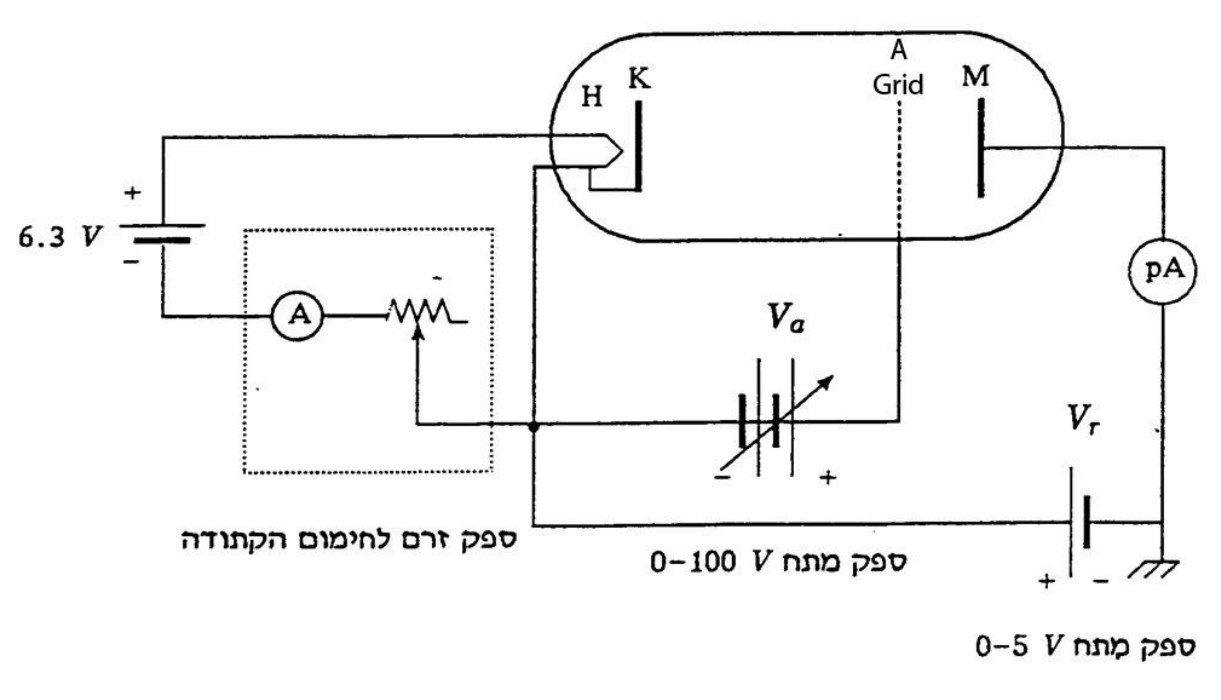 A
Grid
M
K
H
+
6.3 V
−
A
pA
V_a
V_r
−
+
ספק זרם לחימום הקתודה
ספק מתח 0-100 V
+
−
ספק מתח 0-5 V